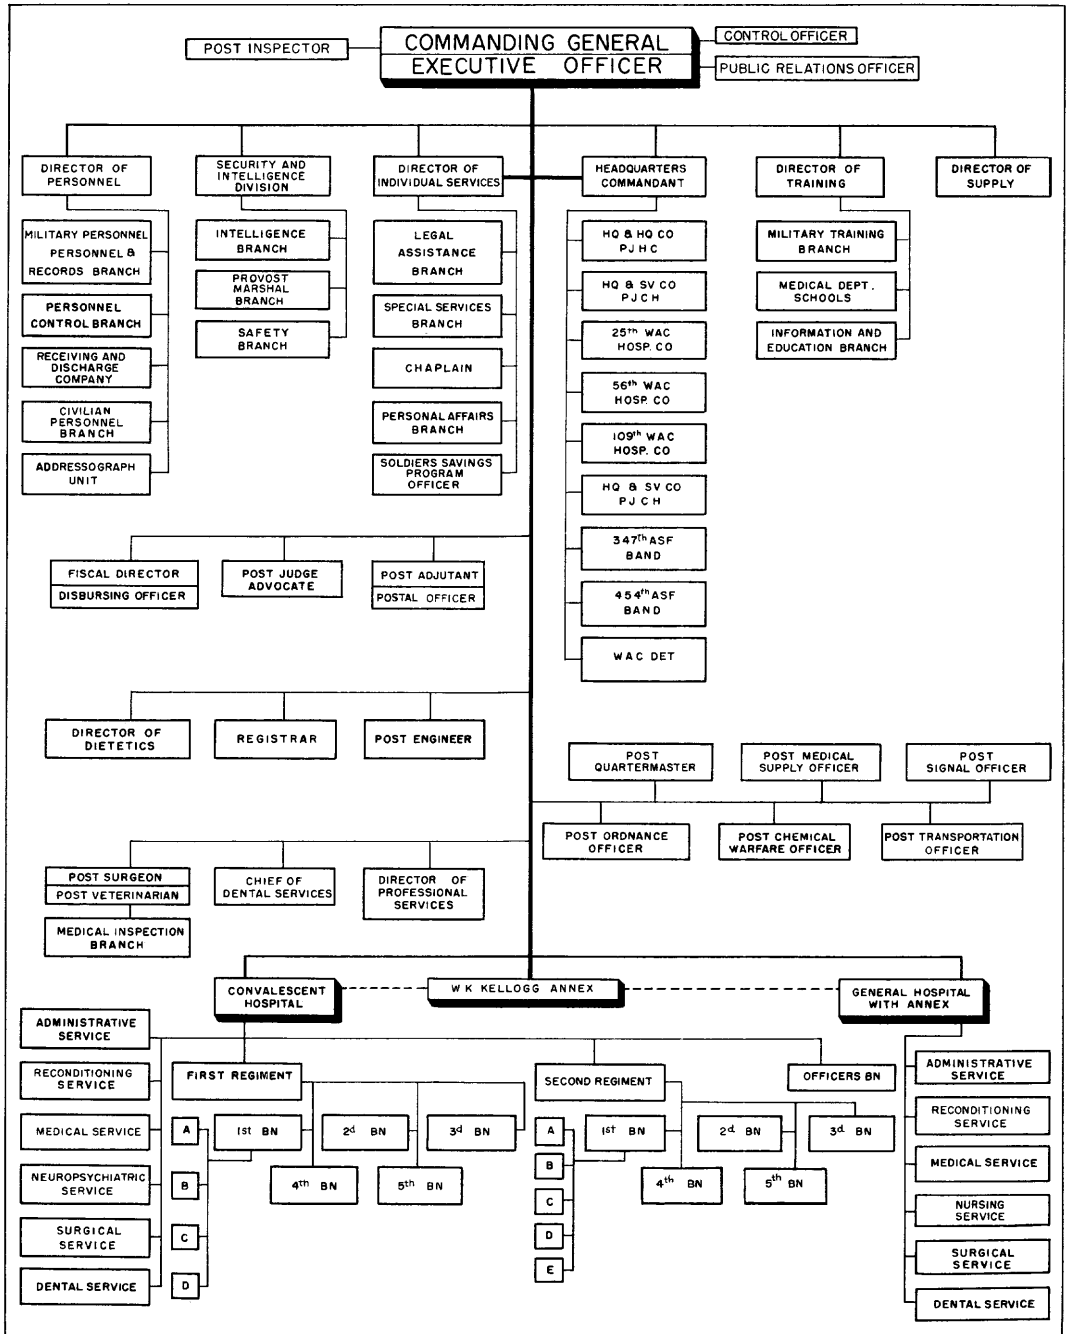 POST INSPECTOR
COMMANDING GENERAL
EXECUTIVE OFFICER
CONTROL OFFICER
PUBLIC RELATIONS OFFICER
DIRECTOR OF
PERSONNEL
SECURITY AND
INTELLIGENCE
DIVISION
DIRECTOR OF
INDIVIDUAL SERVICES
HEADQUARTERS
COMMANDANT
DIRECTOR OF
TRAINING
DIRECTOR OF
SUPPLY
MILITARY PERSONNEL
PERSONNEL &
RECORDS BRANCH
PERSONNEL
CONTROL BRANCH
RECEIVING AND
DISCHARGE
COMPANY
CIVILIAN
PERSONNEL
BRANCH
ADDRESSOGRAPH
UNIT
INTELLIGENCE
BRANCH
PROVOST
MARSHAL
BRANCH
SAFETY
BRANCH
LEGAL
ASSISTANCE
BRANCH
SPECIAL SERVICES
BRANCH
CHAPLAIN
PERSONAL AFFAIRS
BRANCH
SOLDIERS SAVINGS
PROGRAM
OFFICER
HQ & HQ CO
PJHC
HQ & SV CO
PJCH
25th WAC
HOSP. CO
56th WAC
HOSP. CO
109th WAC
HOSP. CO
HQ & SV CO
PJCH
347th ASF
BAND
454th ASF
BAND
WAC DET
MILITARY TRAINING
BRANCH
MEDICAL DEPT.
SCHOOLS
INFORMATION AND
EDUCATION BRANCH
FISCAL DIRECTOR
DISBURSING OFFICER
POST JUDGE
ADVOCATE
POST ADJUTANT
POSTAL OFFICER
DIRECTOR OF
DIETETICS
REGISTRAR
POST ENGINEER
POST
QUARTERMASTER
POST MEDICAL
SUPPLY OFFICER
POST
SIGNAL OFFICER
POST ORDNANCE
OFFICER
POST CHEMICAL
WARFARE OFFICER
POST TRANSPORTATION
OFFICER
POST SURGEON
POST VETERINARIAN
MEDICAL INSPECTION
BRANCH
CHIEF OF
DENTAL SERVICES
DIRECTOR OF
PROFESSIONAL
SERVICES
CONVALESCENT
HOSPITAL
WK KELLOGG ANNEX
GENERAL HOSPITAL
WITH ANNEX
ADMINISTRATIVE
SERVICE
RECONDITIONING
SERVICE
MEDICAL SERVICE
NEUROPSYCHIATRIC
SERVICE
SURGICAL
SERVICE
DENTAL SERVICE
FIRST REGIMENT
A
B
C
D
1st BN
2d BN
3d BN
4th BN
5th BN
SECOND REGIMENT
A
B
C
D
E
1st BN
2d BN
3d BN
4th BN
5th BN
OFFICERS BN
ADMINISTRATIVE
SERVICE
RECONDITIONING
SERVICE
MEDICAL SERVICE
NURSING
SERVICE
SURGICAL
SERVICE
DENTAL SERVICE